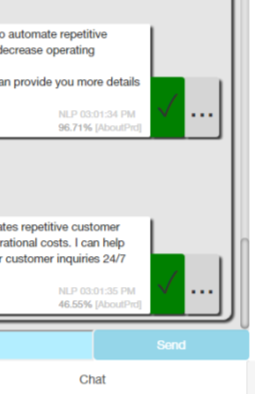 o automate repetitive
decrease operating
an provide you more details
NLP 03:01:34 PM
96.71% [AboutPrd]
...
ates repetitive customer
rational costs. I can help
r customer inquiries 24/7
NLP 03:01:35 PM
46.55% [AboutPrd]
...
Send
Chat